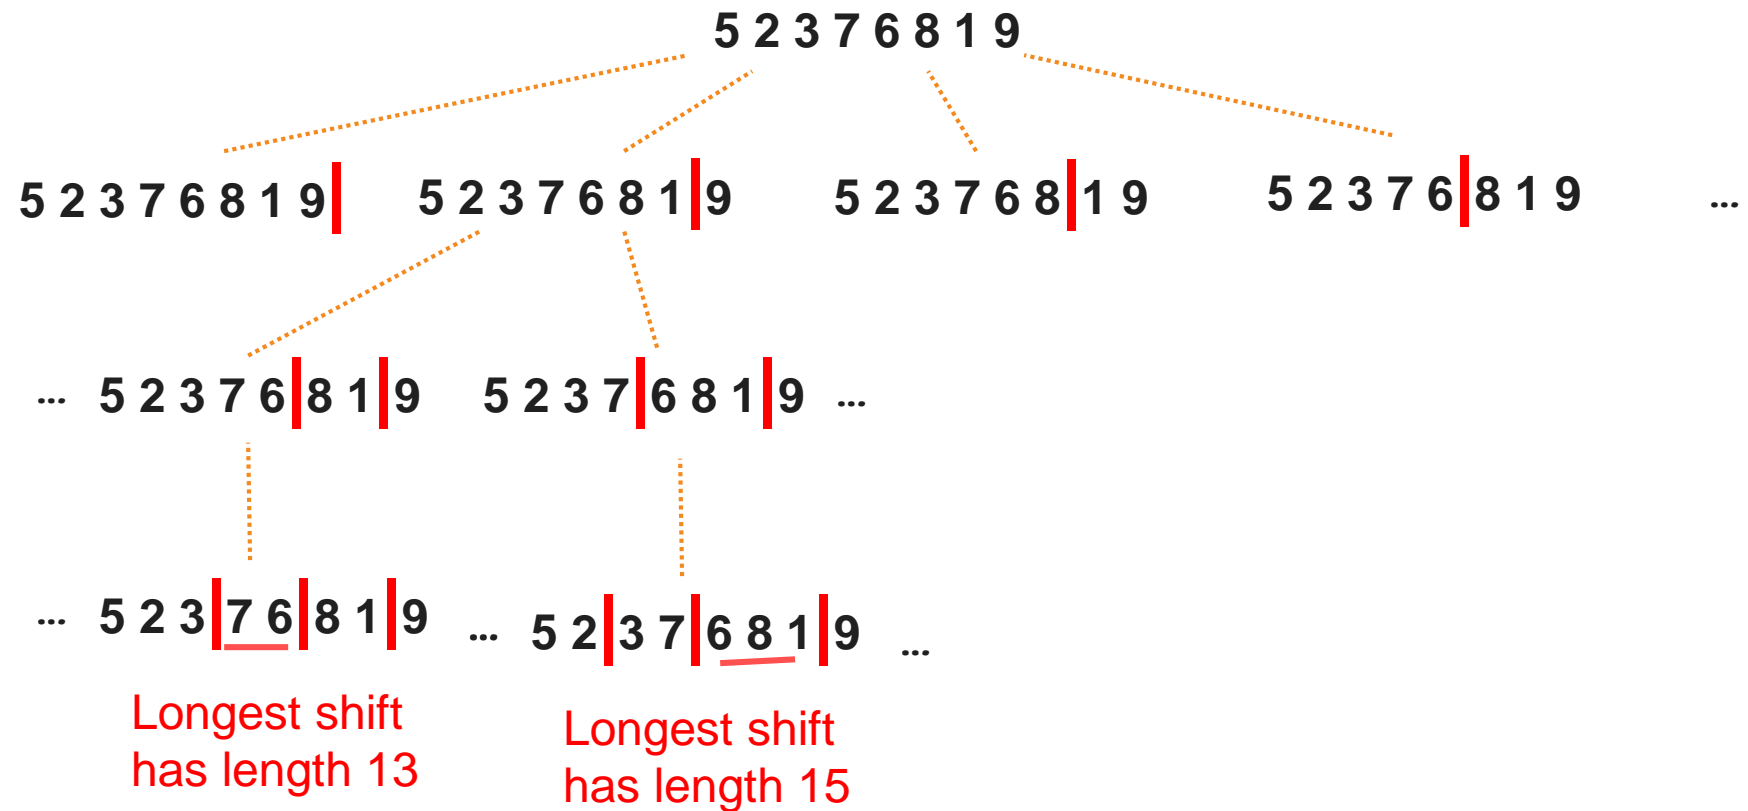 5 2 3 7 6 8 1 9
5 2 3 7 6 8 1 9
5 2 3 7 6 8 1 9
5 2 3 7 6 8 1 9
5 2 3 7 6 8 1 9
...
... 5 2 3 7 6 8 1 9
5 2 3 7 6 8 1 9 ...
... 5 2 3 7 6 8 1 9
... 5 2 3 7 6 8 1 9 ...
Longest shift
has length 13
Longest shift
has length 15